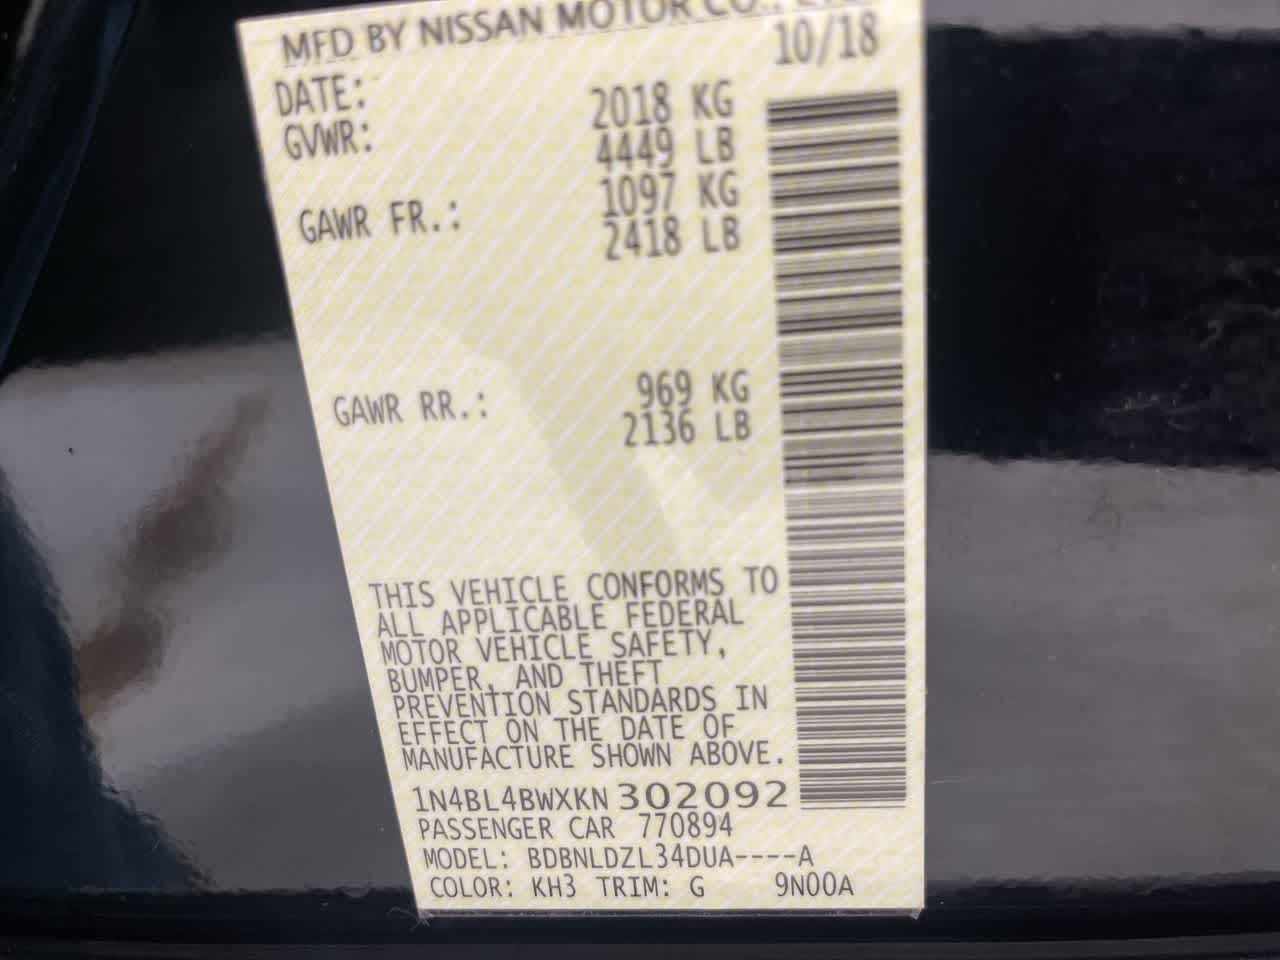 MFD BY NISSAN MOTOR CO., LTD.
DATE: 10/18
GVWR: 2018 KG
4449 LB
GAWR FR.: 1097 KG
2418 LB
GAWR RR.: 969 KG
2136 LB
THIS VEHICLE CONFORMS TO
ALL APPLICABLE FEDERAL
MOTOR VEHICLE SAFETY,
BUMPER, AND THEFT
PREVENTION STANDARDS IN
EFFECT ON THE DATE OF
MANUFACTURE SHOWN ABOVE.
1N4BL4BWXKN302092
PASSENGER CAR 770894
MODEL: BDBNLDZL34DUA----A
COLOR: KH3 TRIM: G 9N00A